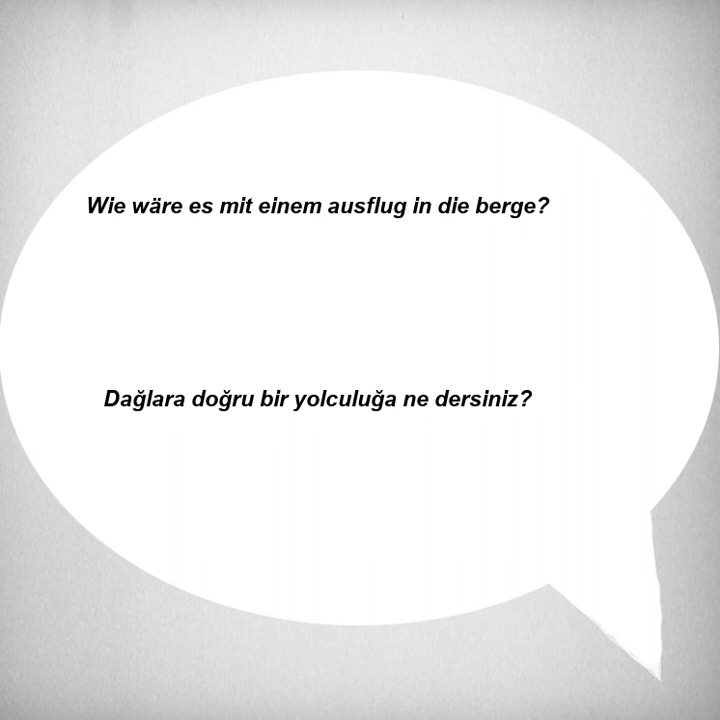 Wie wäre es mit einem ausflug in die berge?
Dağlara doğru bir yolculuğa ne dersiniz?